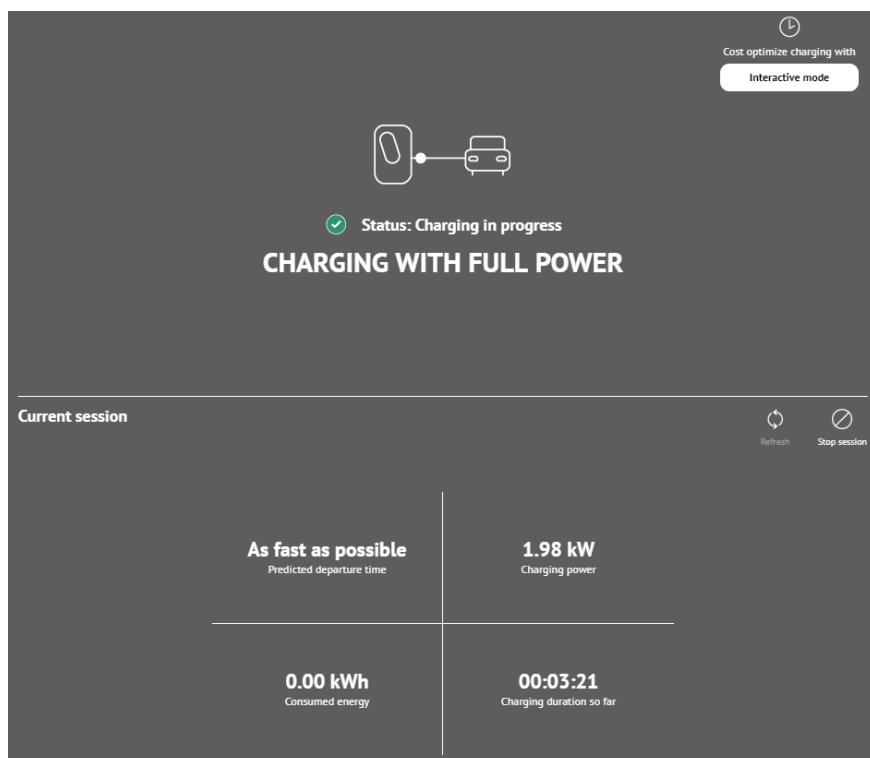 Cost optimize charging with
Interactive mode
Status: Charging in progress
CHARGING WITH FULL POWER
Current session
Refresh
Stop session
As fast as possible
Predicted departure time
1.98 kW
Charging power
0.00 kWh
Consumed energy
00:03:21
Charging duration so far